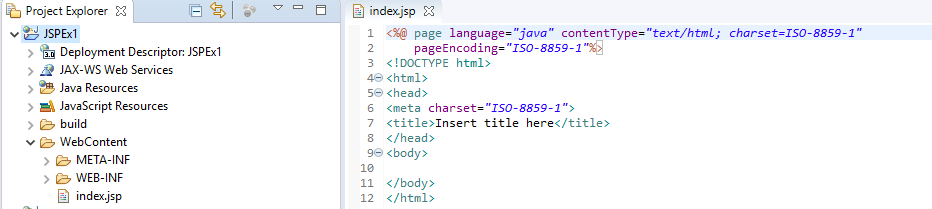 Project Explorer
JSPEx1
Deployment Descriptor: JSPEx1
JAX-WS Web Services
Java Resources
JavaScript Resources
build
WebContent
META-INF
WEB-INF
index.jsp
index.jsp
1 <%@ page language="java" contentType="text/html; charset=ISO-8859-1"
2     pageEncoding="ISO-8859-1"%>
3 <!DOCTYPE html>
4 <html>
5 <head>
6 <meta charset="ISO-8859-1">
7 <title>Insert title here</title>
8 </head>
9 <body>
10
11 </body>
12 </html>